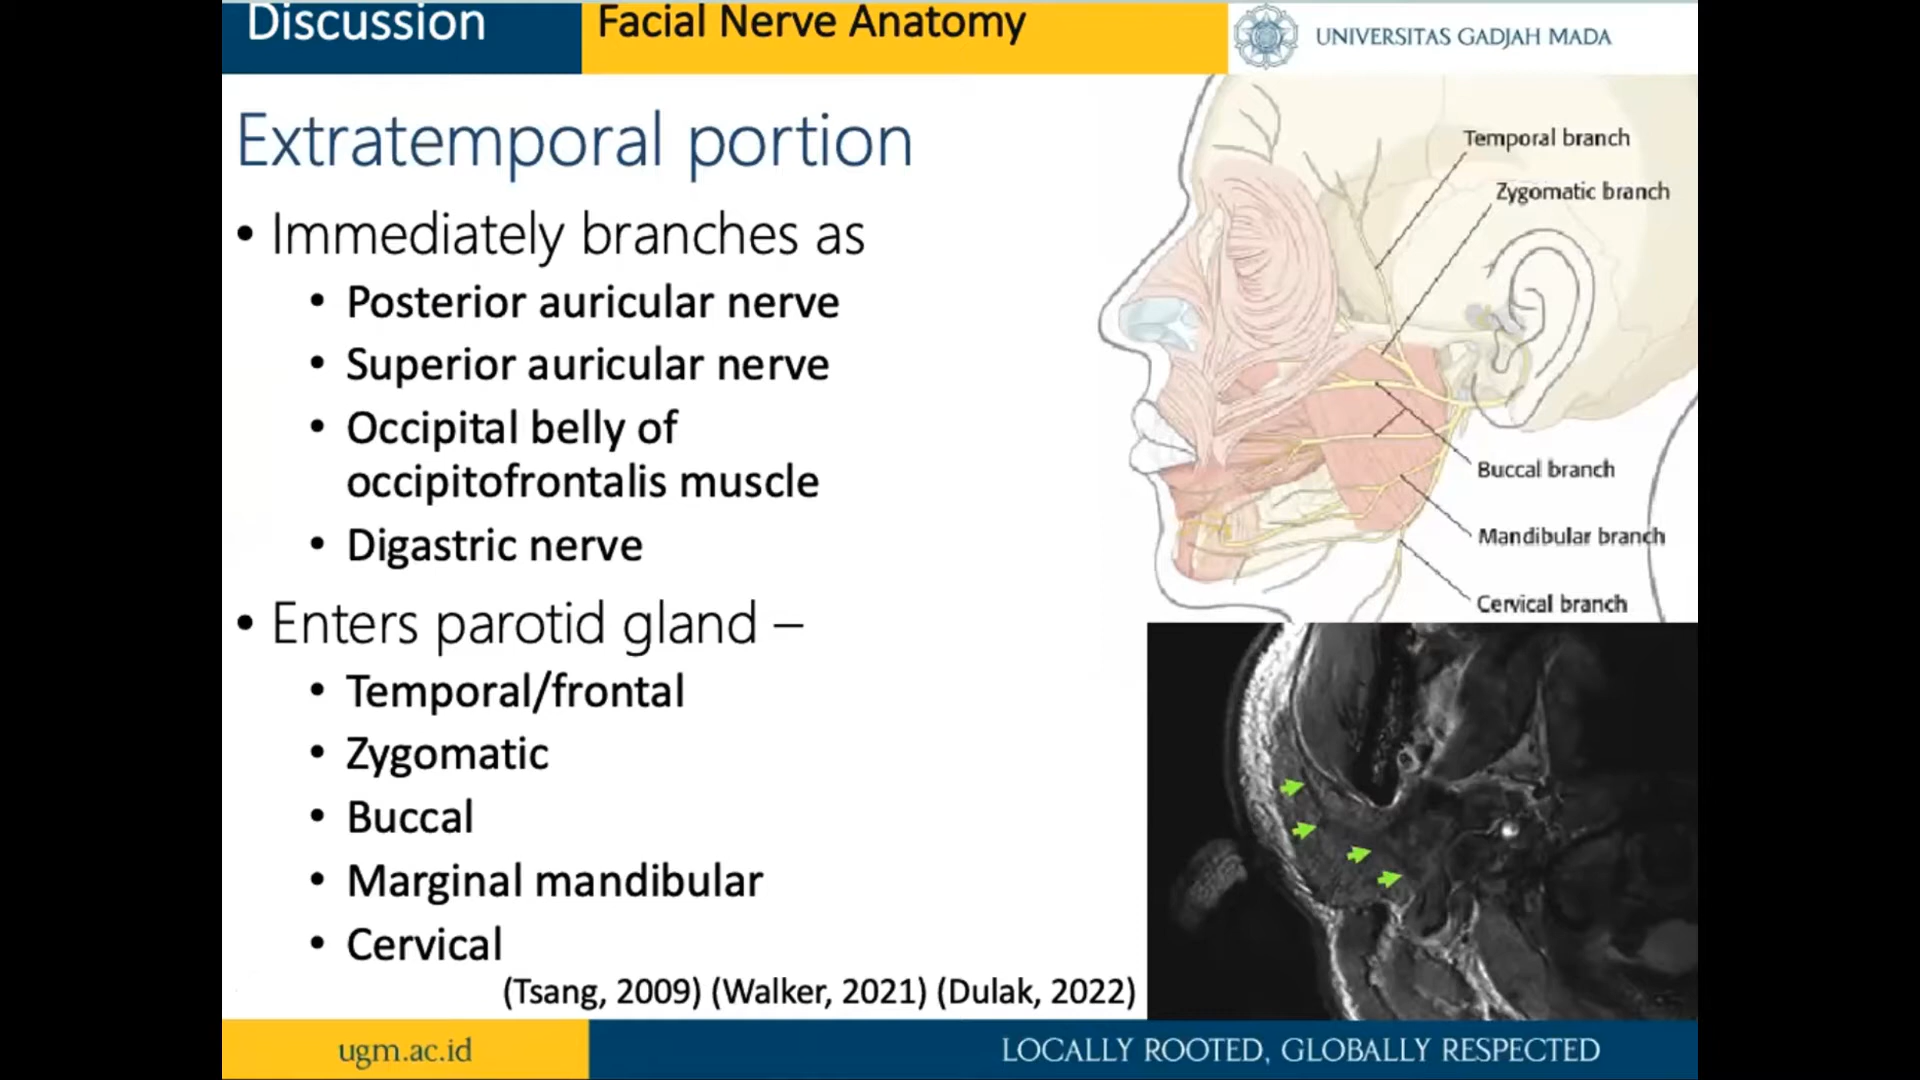 Discussion
Facial Nerve Anatomy
UNIVERSITAS GADJAH MADA
Extratemporal portion
• Immediately branches as
• Posterior auricular nerve
• Superior auricular nerve
• Occipital belly of
occipitofrontalis muscle
• Digastric nerve
• Enters parotid gland –
• Temporal/frontal
• Zygomatic
• Buccal
• Marginal mandibular
• Cervical
(Tsang, 2009) (Walker, 2021) (Dulak, 2022)
Temporal branch
Zygomatic branch
Buccal branch
Mandibular branch
Cervical branch
ugm.ac.id
LOCALLY ROOTED, GLOBALLY RESPECTED